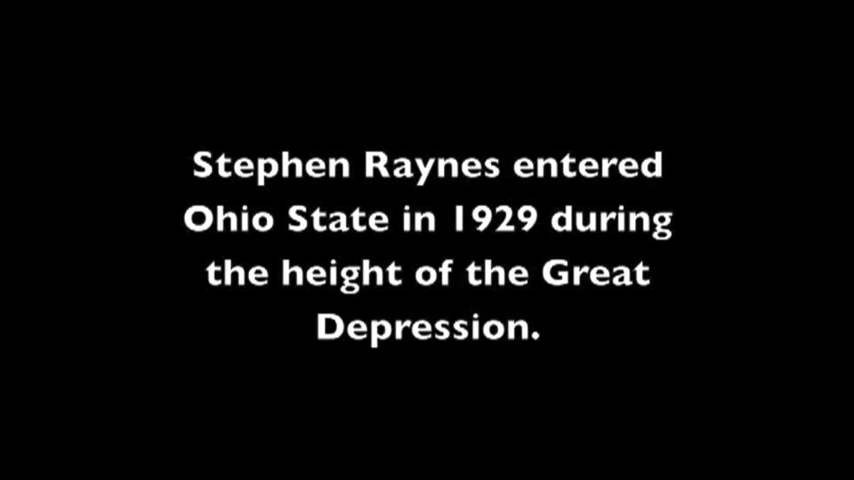 Stephen Raynes entered
Ohio State in 1929 during
the height of the Great
Depression.